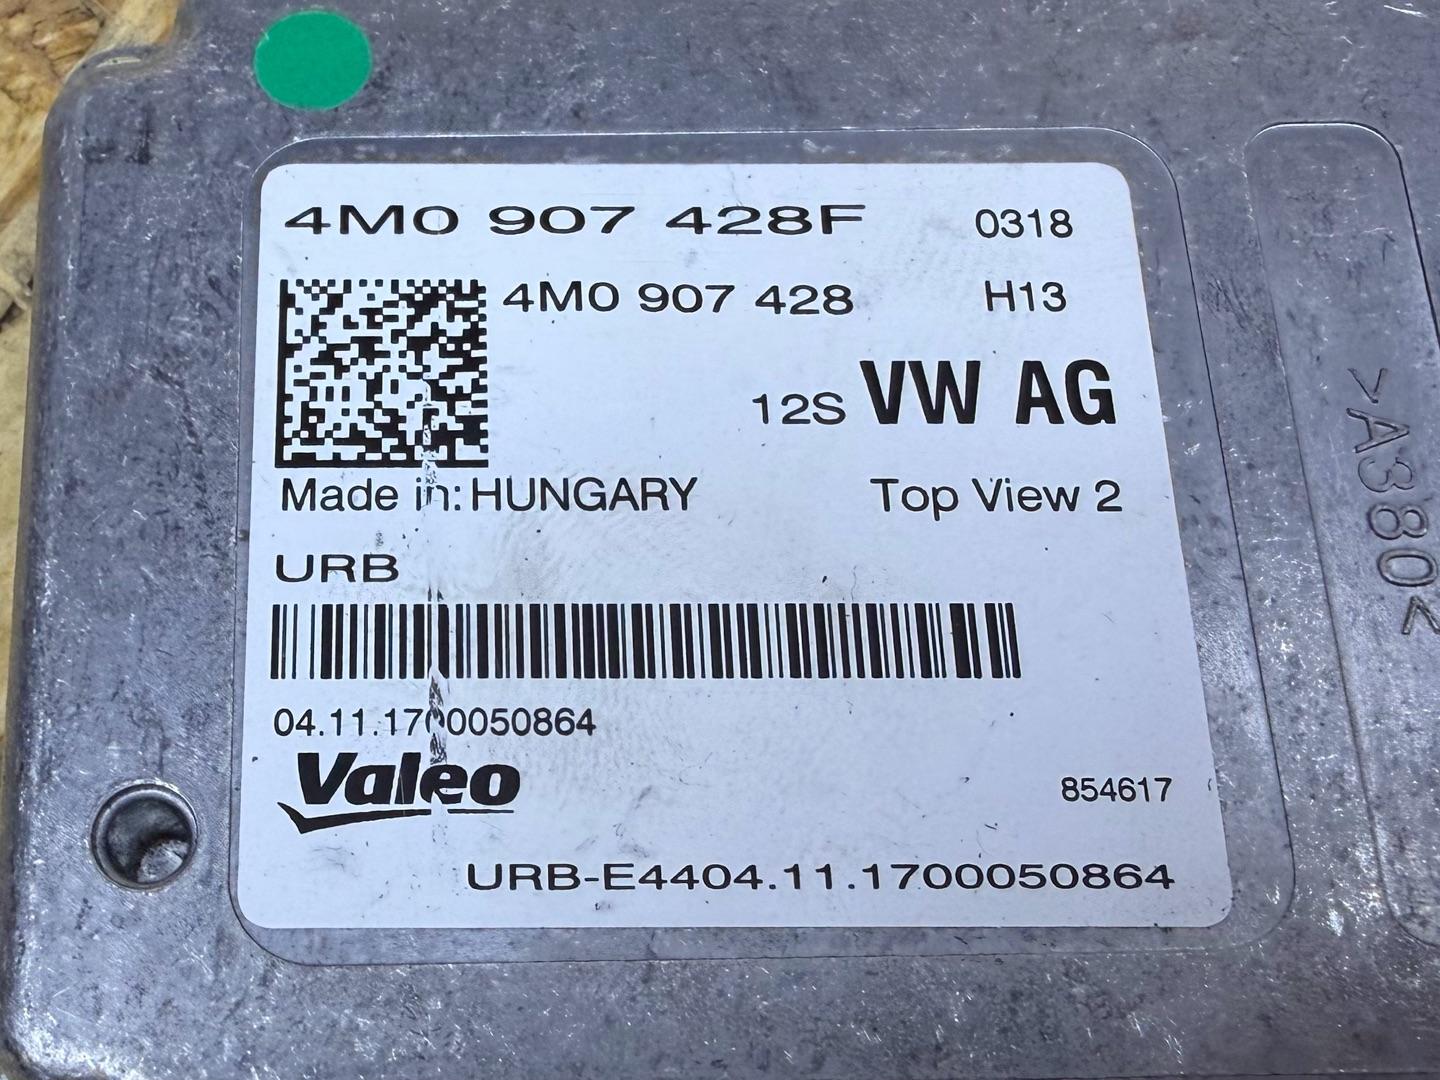 4M0 907 428F 0318
4M0 907 428 H13
12S VW AG
Made in: HUNGARY Top View 2
URB
04.11.1700050864
Valeo
854617
URB-E4404.11.1700050864
>A380<